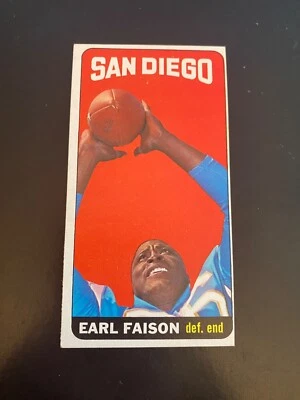 SAN DIEGO
EARL FAISON def. end